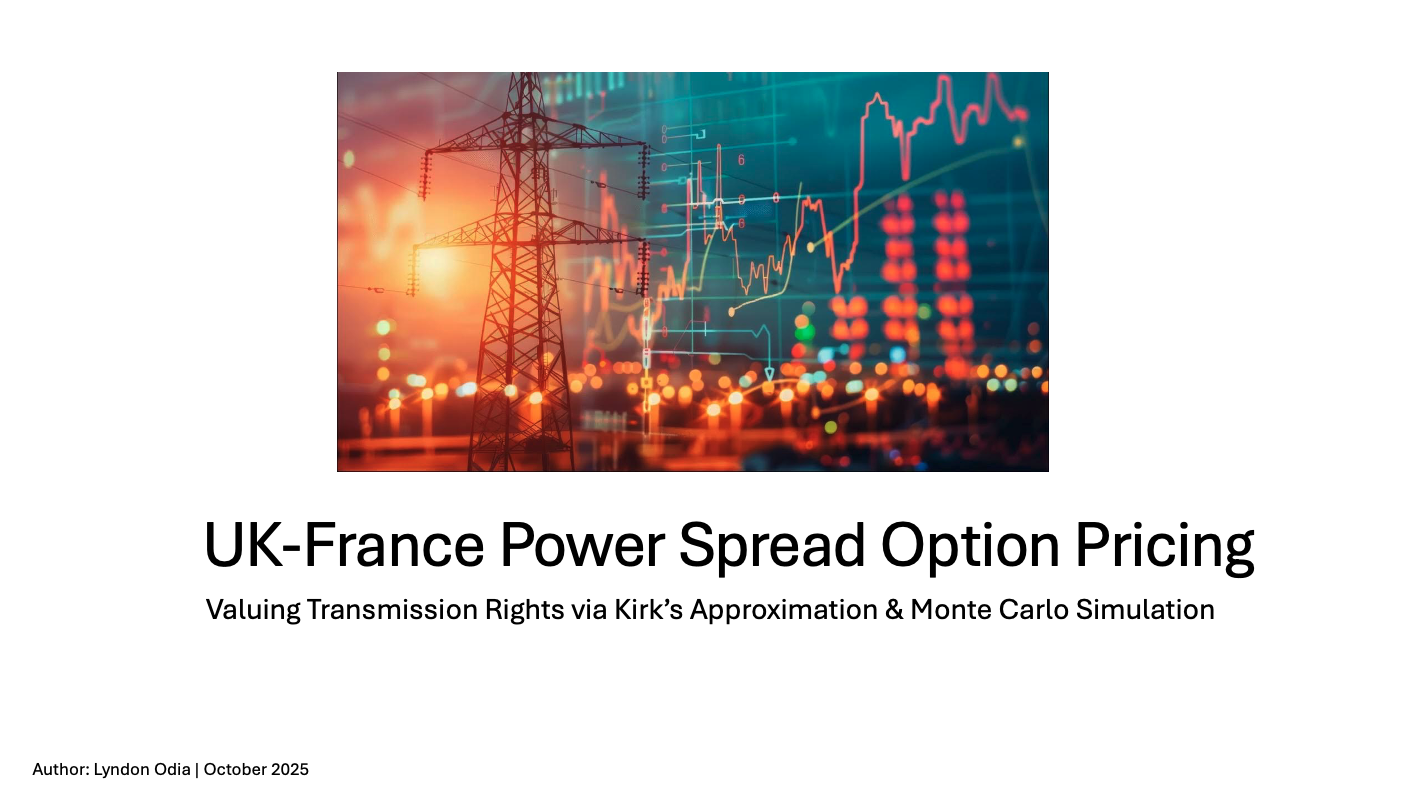 UK-France Power Spread Option Pricing
Valuing Transmission Rights via Kirk’s Approximation & Monte Carlo Simulation
Author: Lyndon Odia | October 2025